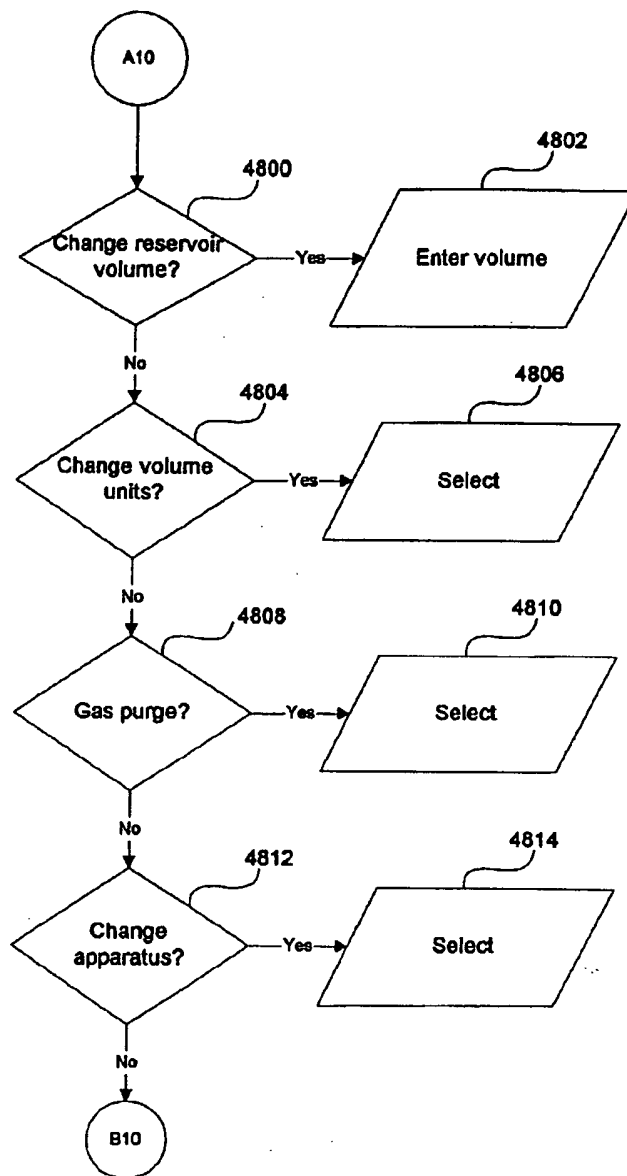 A10
4800
4802
Change reservoir
volume?
Yes
Enter volume
No
4804
4806
Change volume
units?
Yes
Select
No
4808
4810
Gas purge?
Yes
Select
No
4812
4814
Change
apparatus?
Yes
Select
No
B10